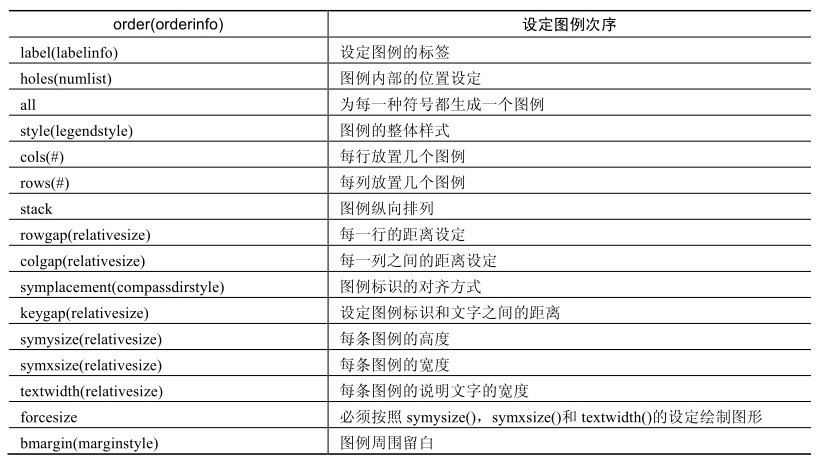 order(orderinfo) 设定图例次序
label(labelinfo) 设定图例的标签
holes(numlist) 图例内部的位置设定
all 为每一种符号都生成一个图例
style(legendstyle) 图例的整体样式
cols(#) 每行放置几个图例
rows(#) 每列放置几个图例
stack 图例纵向排列
rowgap(relativesize) 每一行的距离设定
colgap(relativesize) 每一列之间的距离设定
symplacement(compassdirstyle) 图例标识的对齐方式
keygap(relativesize) 设定图例标识和文字之间的距离
symysize(relativesize) 每条图例的高度
symxsize(relativesize) 每条图例的宽度
textwidth(relativesize) 每条图例的说明文字的宽度
forcesize 必须按照 symysize()，symxsize()和 textwidth()的设定绘制图形
bmargin(marginstyle) 图例周围留白